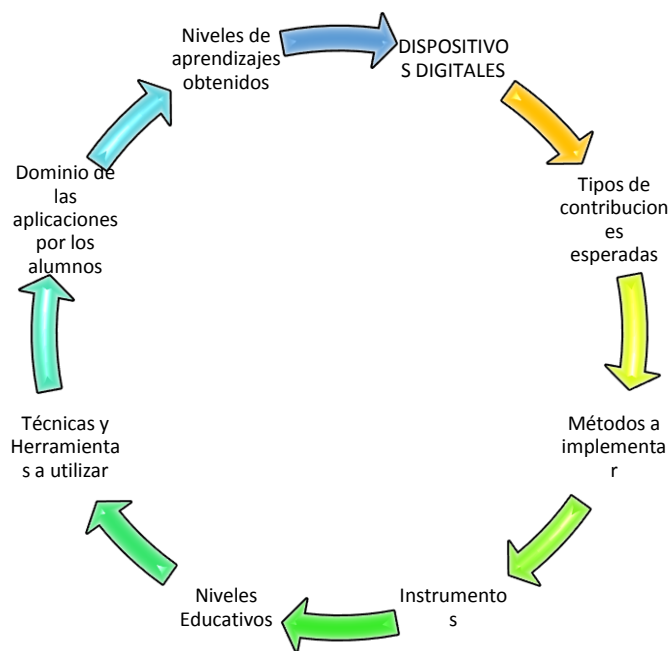 Niveles de
aprendizajes
obtenidos
DISPOSITIVO
S DIGITALES
Tipos de
contribucion
es
esperadas
Métodos a
implementa
r
Instrumento
s
Niveles
Educativos
Técnicas y
Herramienta
s a utilizar
Dominio de
las
aplicaciones
por los
alumnos